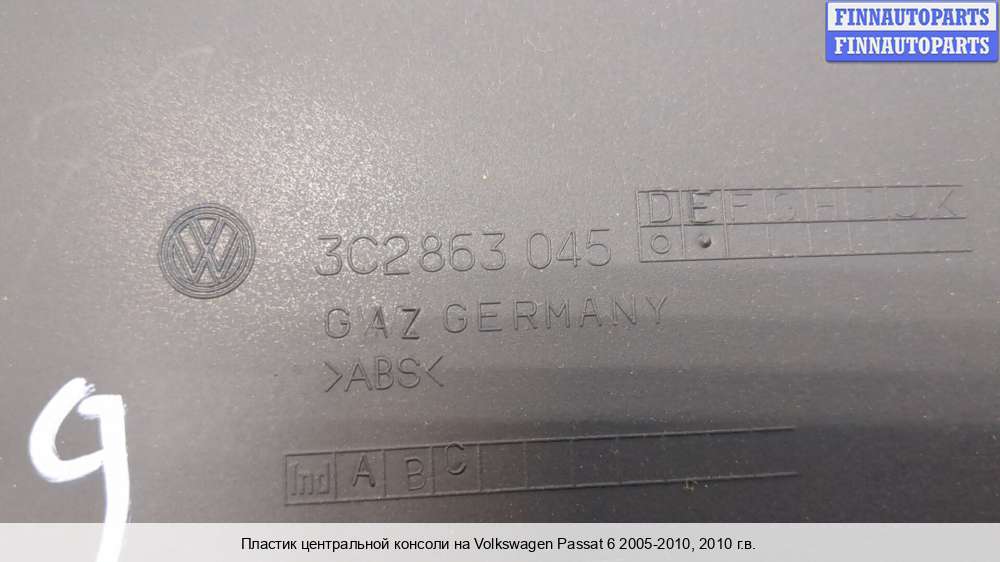 FINNAUTOPARTS
FINNAUTOPARTS
D E F G H I J K
3C2863 045
GAZ GERMANY
>ABS<
Ind A B C
9
Пластик центральной консоли на Volkswagen Passat 6 2005-2010, 2010 г.в.